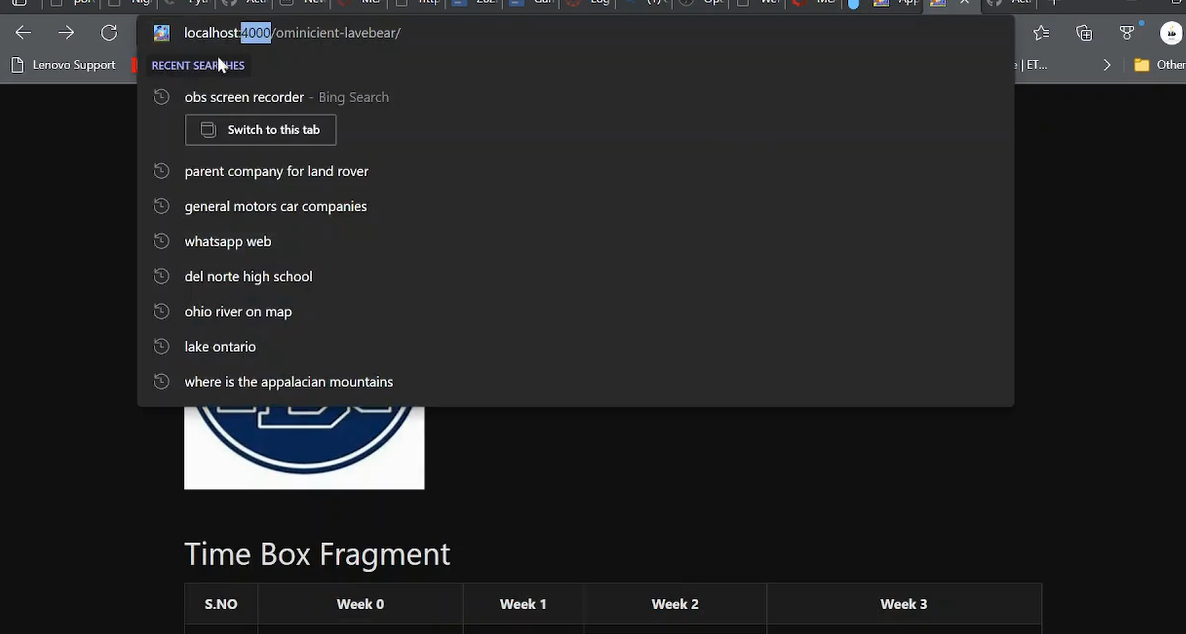 localhost:4000/ominicient-lavebear/
Lenovo Support
RECENT SEARCHES
| ET...
Other
obs screen recorder - Bing Search
Switch to this tab
parent company for land rover
general motors car companies
whatsapp web
del norte high school
ohio river on map
lake ontario
where is the appalacian mountains
Time Box Fragment
S.NO Week 0 Week 1 Week 2 Week 3